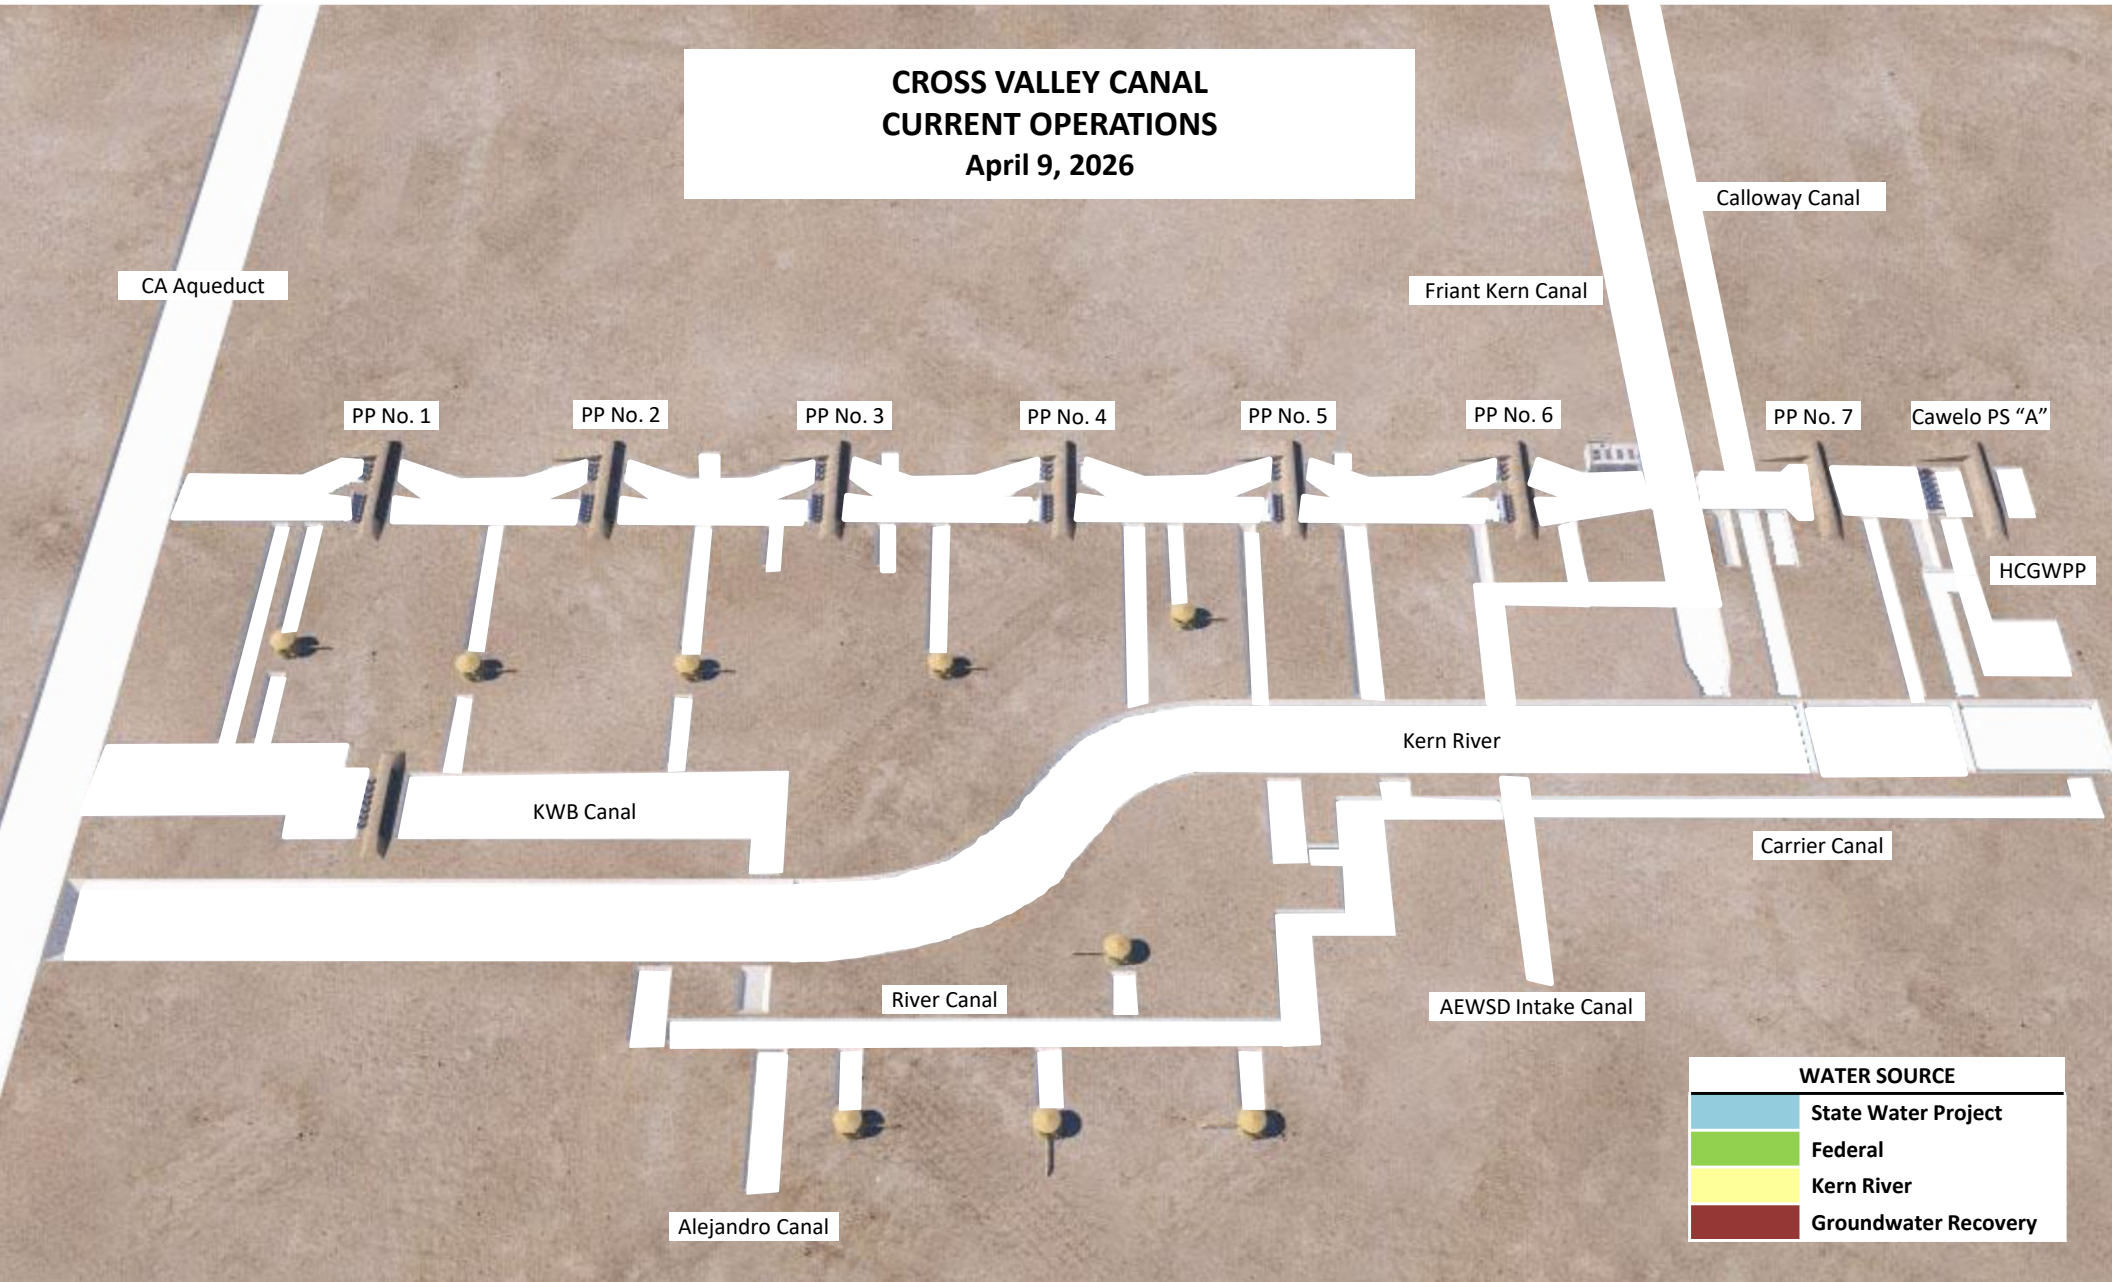 CROSS VALLEY CANAL
CURRENT OPERATIONS
April 9, 2026
Calloway Canal
CA Aqueduct
Friant Kern Canal
PP No. 1
PP No. 2
PP No. 3
PP No. 4
PP No. 5
PP No. 6
PP No. 7
Cawelo PS “A”
HCGWPP
Kern River
KWB Canal
Carrier Canal
River Canal
AEWSD Intake Canal
Alejandro Canal
WATER SOURCE
State Water Project
Federal
Kern River
Groundwater Recovery